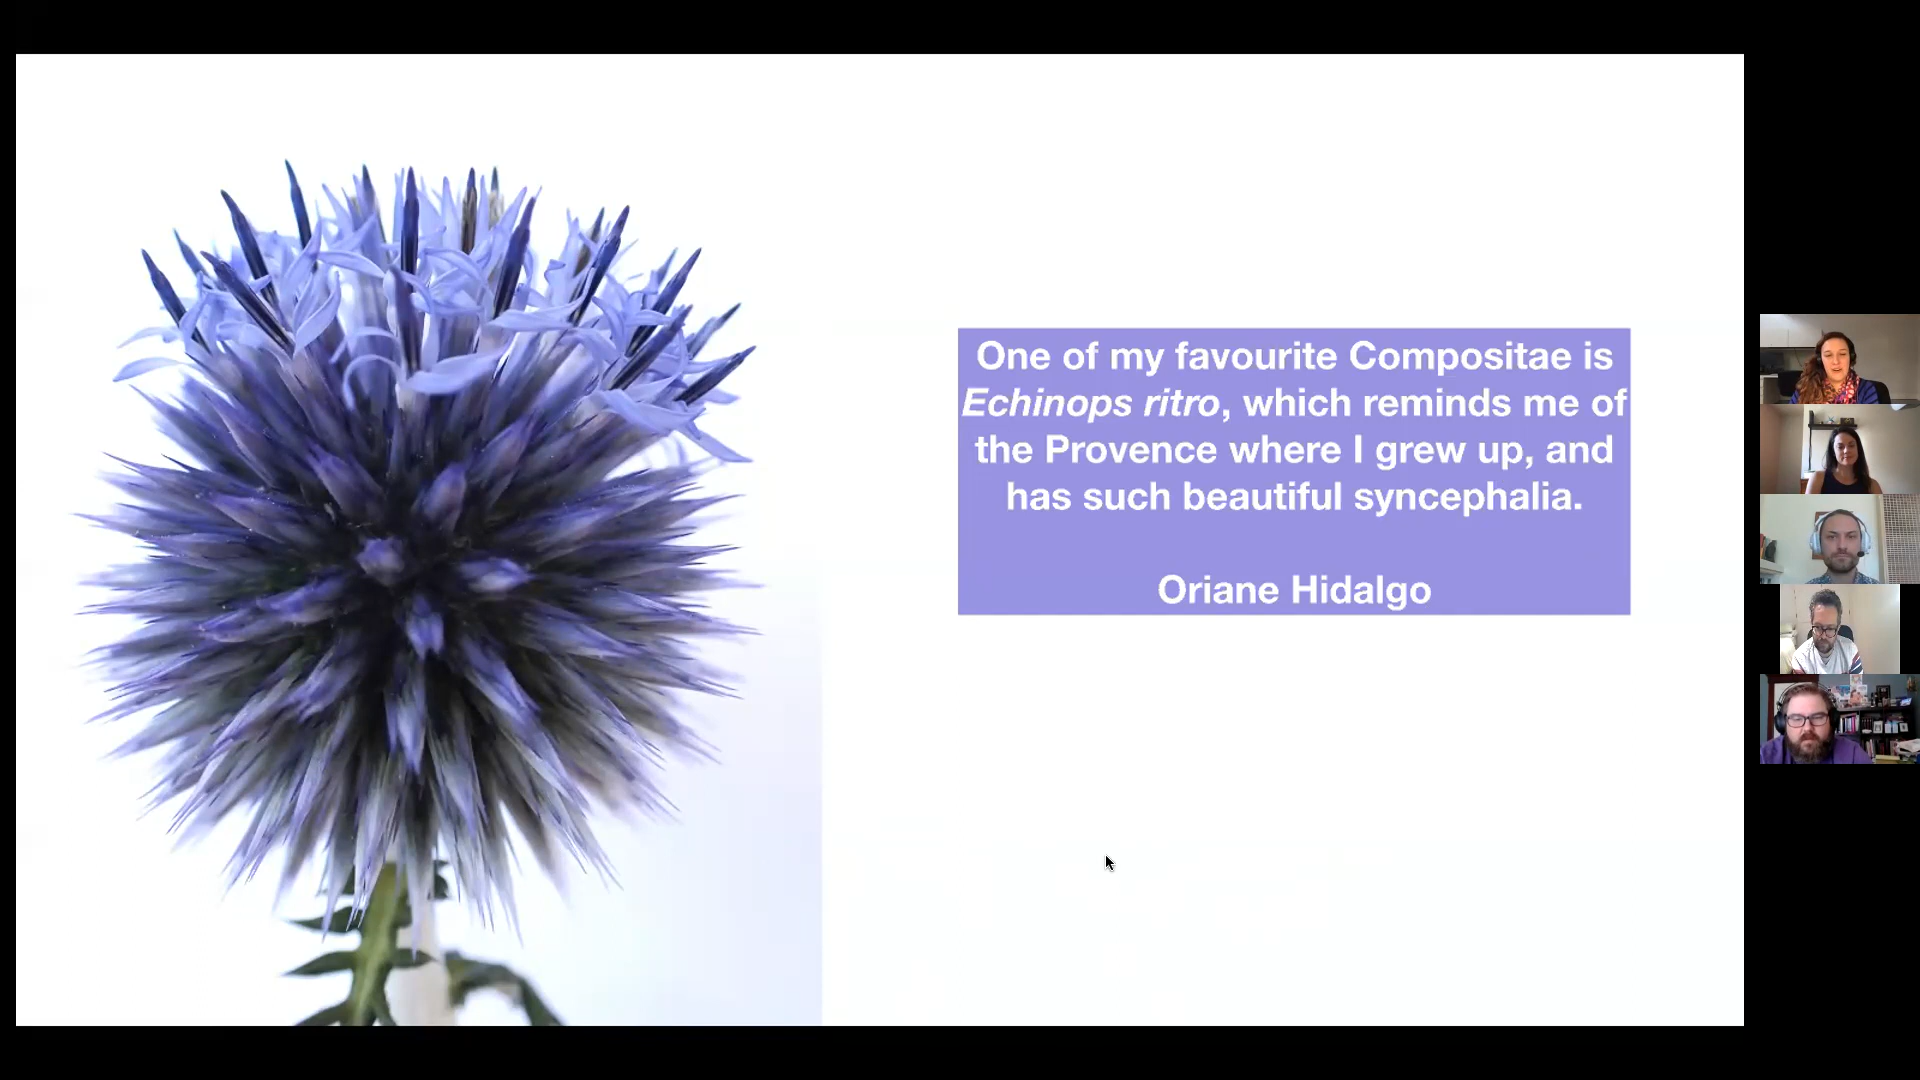 One of my favourite Compositae is
Echinops ritro, which reminds me of
the Provence where I grew up, and
has such beautiful syncephalia.
Oriane Hidalgo